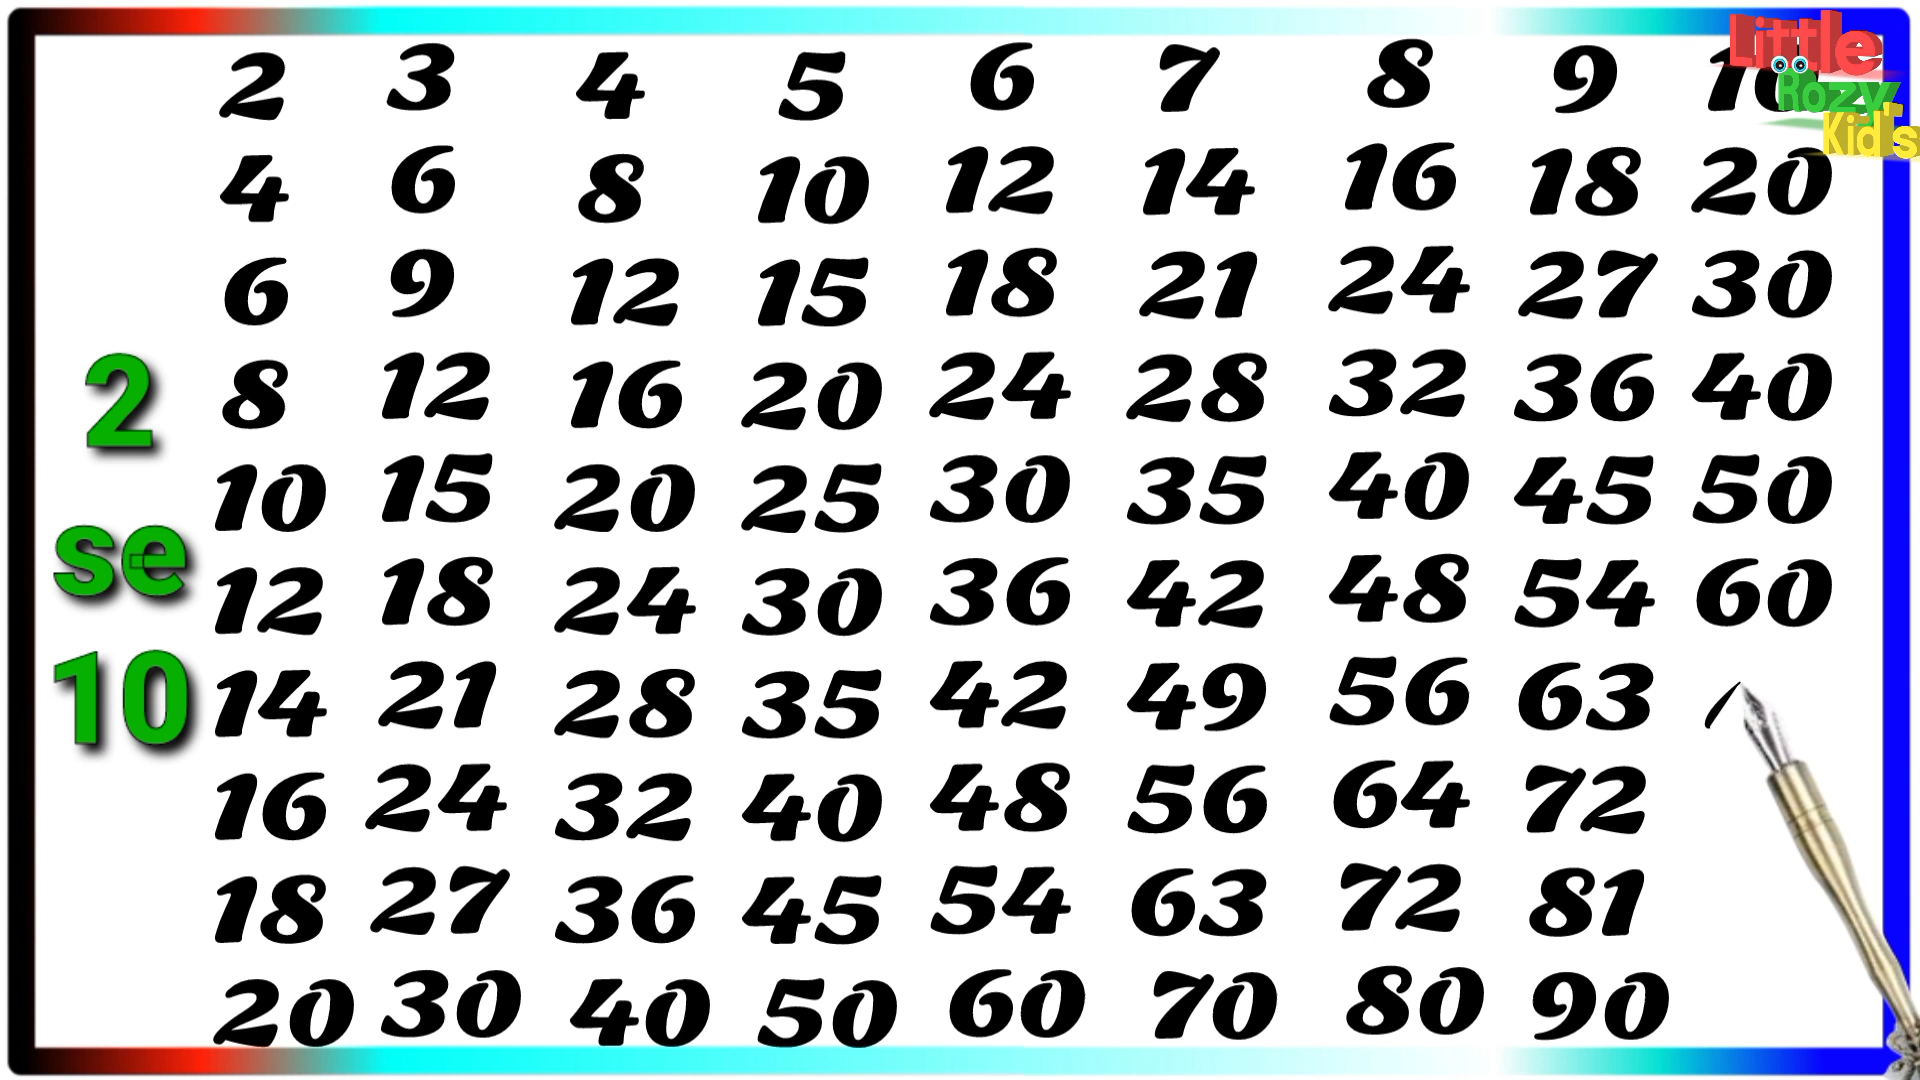 2 3 4 5 6 7 8 9 10
Little
Rozy
Kid's
4 6 8 10 12 14 16 18 20
6 9 12 15 18 21 24 27 30
2
8 12 16 20 24 28 32 36 40
10 15 20 25 30 35 40 45 50
se
12 18 24 30 36 42 48 54 60
10
14 21 28 35 42 49 56 63
16 24 32 40 48 56 64 72
18 27 36 45 54 63 72 81
20 30 40 50 60 70 80 90